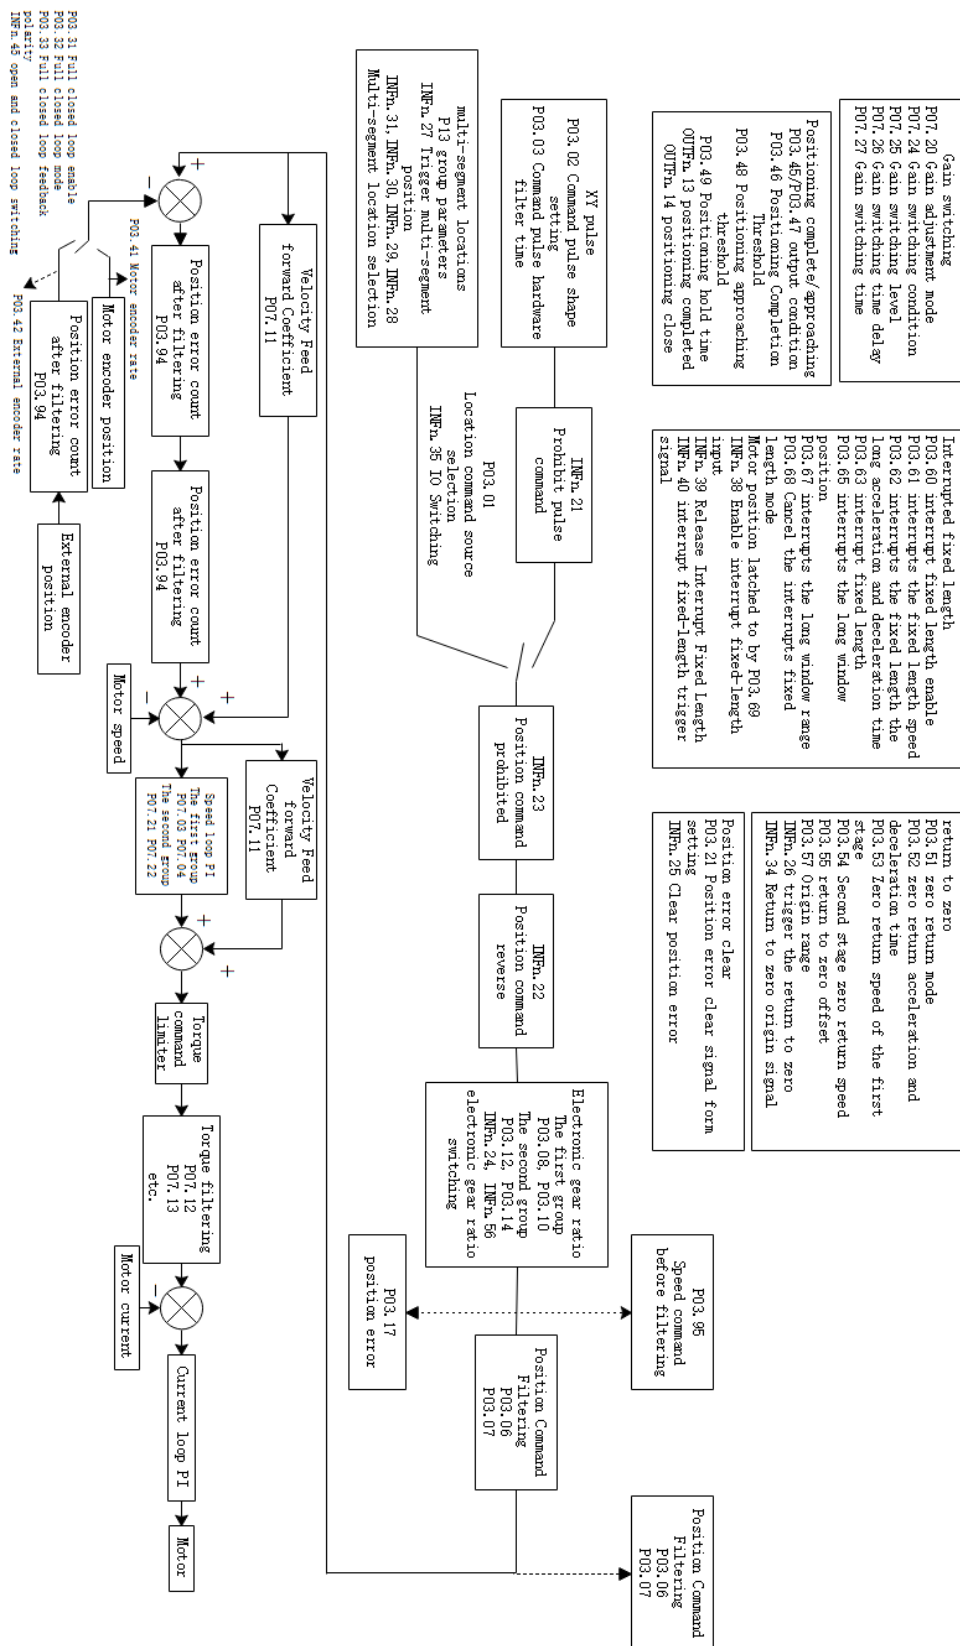 Gain switching
P07.20 Gain adjustment mode
P07.24 Gain switching condition
P07.25 Gain switching level
P07.26 Gain switching time delay
P07.27 Gain switching time
Positioning complete/approaching
P03.45/P03.47 output condition
P03.46 Positioning Completion
Threshold
P03.48 Positioning approaching
threshold
P03.49 Positioning hold time
OUTFn.13 positioning completed
OUTFn.14 positioning close
Interrupted fixed length
P03.60 interrupt fixed length enable
P03.61 interrupts the fixed length speed
P03.62 interrupts the fixed length the
long acceleration and deceleration time
P03.63 interrupt fixed length
P03.65 interrupts the long window
position
P03.67 interrupts the long window range
P03.68 Cancel the interrupts fixed
length mode
Motor position latched to by P03.69
INFn.38 Enable interrupt fixed-length
input
INFn.39 Release Interrupt Fixed Length
INFn.40 interrupt fixed-length trigger
signal
return to zero
P03.51 zero return mode
P03.52 zero return acceleration and
deceleration time
P03.53 Zero return speed of the first
stage
P03.54 Second stage zero return speed
P03.55 return to zero offset
P03.57 Origin range
INFn.26 trigger the return to zero
INFn.34 Return to zero origin signal
Position error clear
P03.21 Position error clear signal form
setting
INFn.25 Clear position error
XY pulse
P03.02 Command pulse shape
setting
P03.03 Command pulse hardware
filter time
INFn.21
Prohibit pulse
command
multi-segment locations
P13 group parameters
INFn.27 Trigger multi-segment
position
INFn.31, INFn.30, INFn.29, INFn.28
Multi-segment location selection
P03.01
Location command source
selection
INFn.35 IO Switching
INFn.23
Position command
prohibited
INFn.22
Position command
reverse
Electronic gear ratio
The first group
P03.08, P03.10
The second group
P03.12, P03.14
INFn.24, INFn.56
electronic gear ratio
switching
P03.95
Speed command
before filtering
P03.17
position error
Position Command
Filtering
P03.06
P03.07
Position Command
Filtering
P03.06
P03.07
Velocity Feed
forward Coefficient
P07.11
+
−
Position error count
after filtering
P03.94
Position error count
after filtering
P03.94
+
+
−
Motor speed
Velocity Feed
forward
Coefficient
P07.11
Speed loop PI
The first group
P07.03 P07.04
The second group
P07.21 P07.22
+
+
Torque
command
limiter
Torque filtering
P07.12
P07.13
etc.
−
Motor current
Current loop PI
Motor
P03.41 Motor encoder rate
Motor encoder position
Position error count
after filtering
P03.94
External encoder
position
P03.42 External encoder rate
P03.31 Full closed loop enable
P03.32 Full closed loop mode
P03.33 Full closed loop feedback
polarity
INFn.45 open and closed loop switching